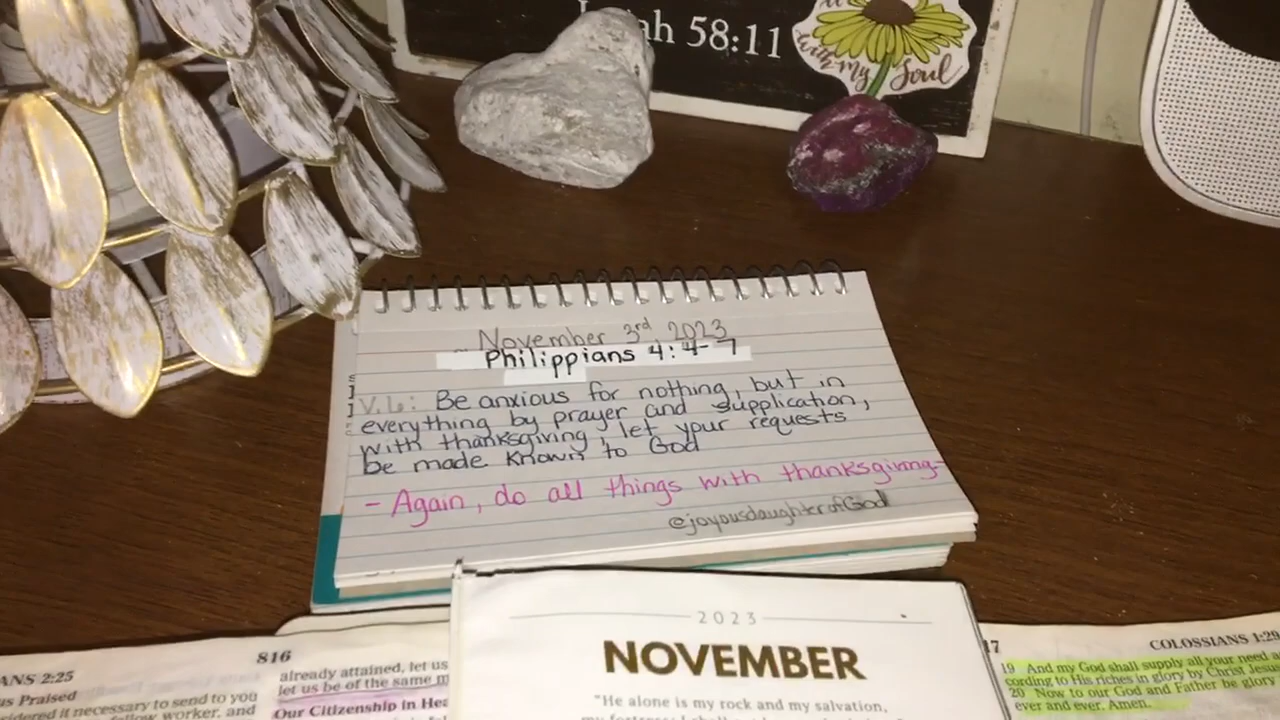 58:11
with my Soul
November 3rd 2023
Philippians 4:4-7
V.6: Be anxious for nothing, but in
everything by prayer and supplication,
with thanksgiving, let your requests
be made known to God
- Again, do all things with thanksgiving-
@joyousdaughterofGod
2023
NOVEMBER
"He alone is my rock and my salvation,
ANS 2:25
us Praised
it necessary to send to you
worker, and
816
already attained, let us
let us be of the same
Our Citizenship in
COLOSSIANS 1:29
19 And my God shall supply all your need
cording to His riches in glory by Christ Jesus
20 Now to our God and Father be glory
ever and ever. Amen.